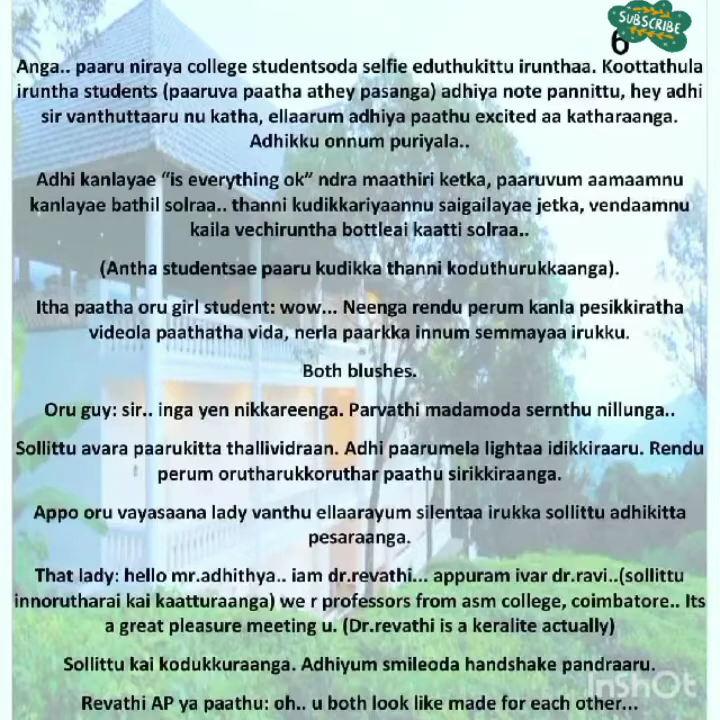 SUBSCRIBE
6
Anga.. paaru niraya college studentsoda selfie eduthukittu irunthaa. Koottathula
iruntha students (paaruva paatha athey pasanga) adhiya note pannittu, hey adhi
sir vanthuttaaru nu katha, ellaarum adhiya paathu excited aa katharaanga.
Adhikku onnum puriyala..
Adhi kanlayae “is everything ok” ndra maathiri ketka, paaruvum aamaamnu
kanlayae bathil solraa.. thanni kudikkariyaannu saigailayae jetka, vendaamnu
kaila vechiruntha bottleai kaatti solraa..
(Antha studentsae paaru kudikka thanni koduthurukkaanga).
Itha paatha oru girl student: wow... Neenga rendu perum kanla pesikkiratha
videola paathatha vida, nerla paarkka innum semmayaa irukku.
Both blushes.
Oru guy: sir.. inga yen nikkareenga. Parvathi madamoda sernthu nillunga..
Sollittu avara paarukitta thallividraan. Adhi paarumela lightaa idikkiraaru. Rendu
perum orutharukkoruthar paathu sirikkiraanga.
Appo oru vayasaana lady vanthu ellaarayum silentaa irukka sollittu adhikitta
pesaraanga.
That lady: hello mr.adhithya.. iam dr.revathi... appuram ivar dr.ravi..(sollittu
innorutharai kai kaatturaanga) we r professors from asm college, coimbatore.. Its
a great pleasure meeting u. (Dr.revathi is a keralite actually)
Sollittu kai kodukkuraanga. Adhiyum smileoda handshake pandraaru.
InShOt
Revathi AP ya paathu: oh.. u both look like made for each other...